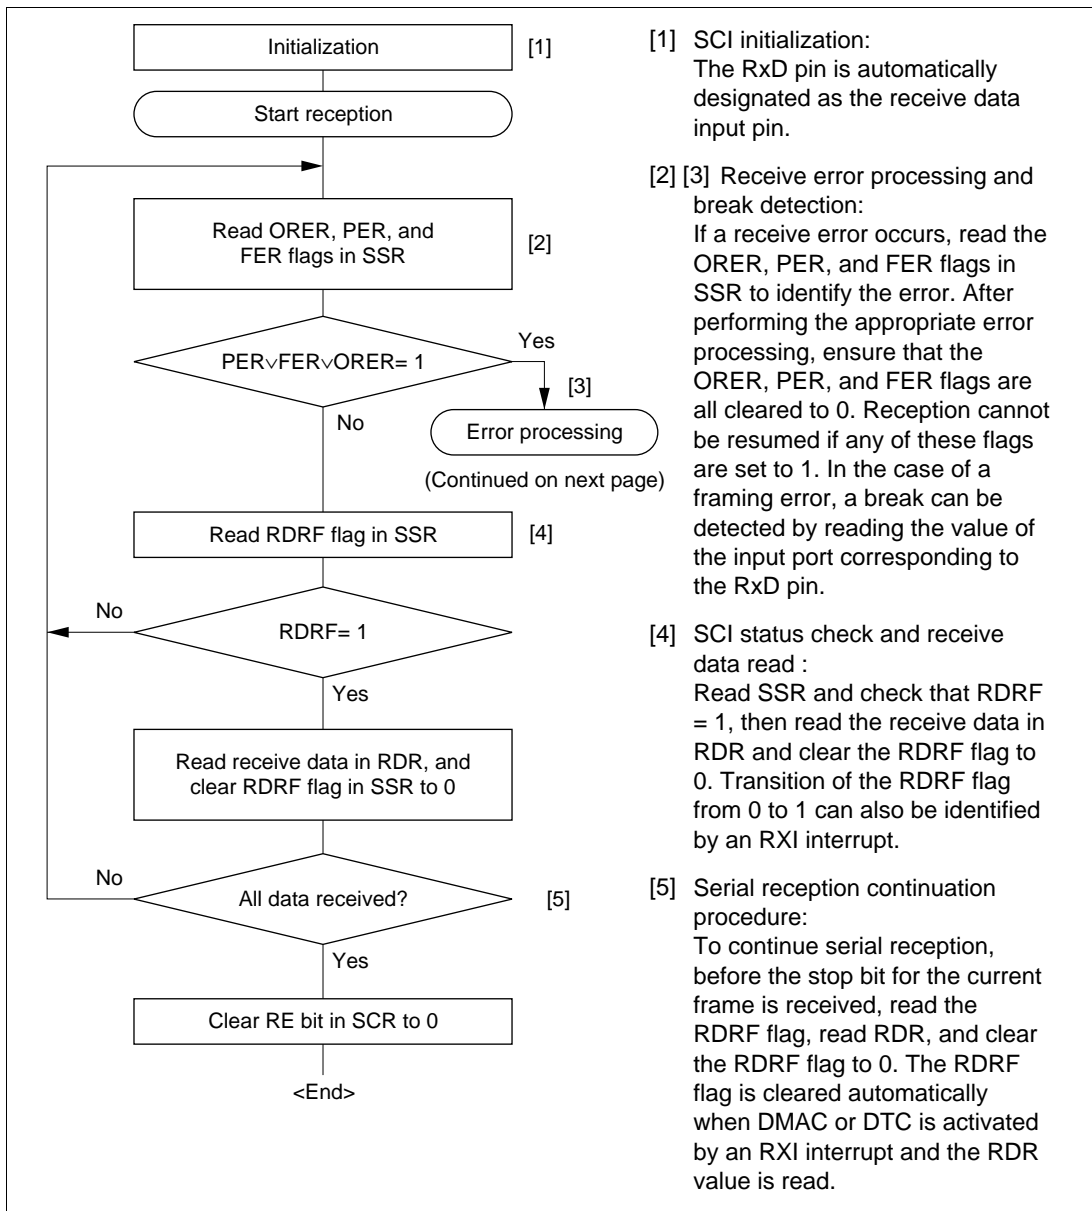 Initialization [1]
Start reception
Read ORER, PER, and
FER flags in SSR
[2]
PER∨FER∨ORER= 1
Yes
[3]
No
Error processing
(Continued on next page)
Read RDRF flag in SSR [4]
No
RDRF= 1
Yes
Read receive data in RDR, and
clear RDRF flag in SSR to 0
No
All data received? [5]
Yes
Clear RE bit in SCR to 0
<End>
[1] SCI initialization:
The RxD pin is automatically
designated as the receive data
input pin.
[2] [3] Receive error processing and
break detection:
If a receive error occurs, read the
ORER, PER, and FER flags in
SSR to identify the error. After
performing the appropriate error
processing, ensure that the
ORER, PER, and FER flags are
all cleared to 0. Reception cannot
be resumed if any of these flags
are set to 1. In the case of a
framing error, a break can be
detected by reading the value of
the input port corresponding to
the RxD pin.
[4] SCI status check and receive
data read :
Read SSR and check that RDRF
= 1, then read the receive data in
RDR and clear the RDRF flag to
0. Transition of the RDRF flag
from 0 to 1 can also be identified
by an RXI interrupt.
[5] Serial reception continuation
procedure:
To continue serial reception,
before the stop bit for the current
frame is received, read the
RDRF flag, read RDR, and clear
the RDRF flag to 0. The RDRF
flag is cleared automatically
when DMAC or DTC is activated
by an RXI interrupt and the RDR
value is read.